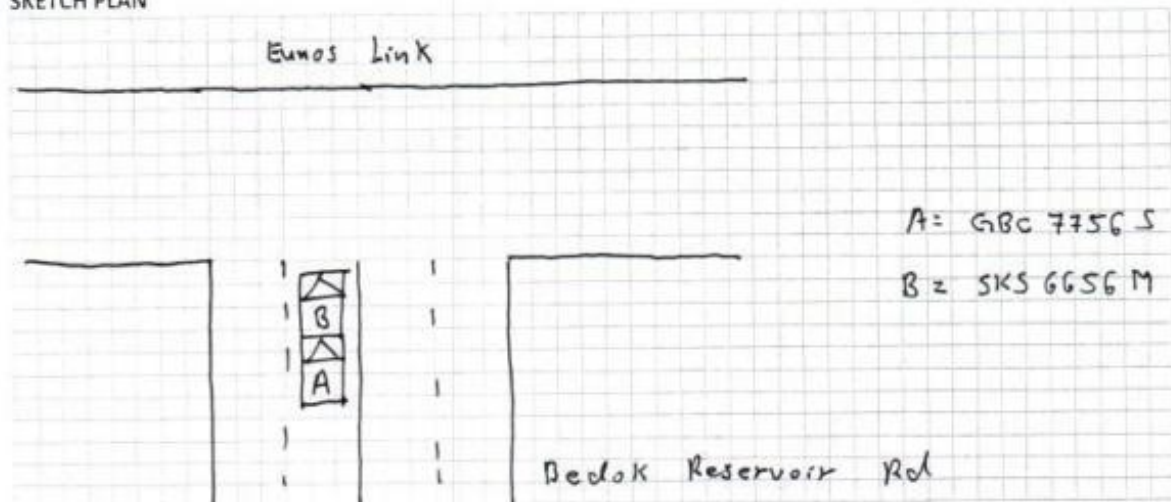 SKETCH PLAN
Eunos Link
A= GBC 7756 S
B = SKS 6656 M
B
A
Bedok Reservoir Rd